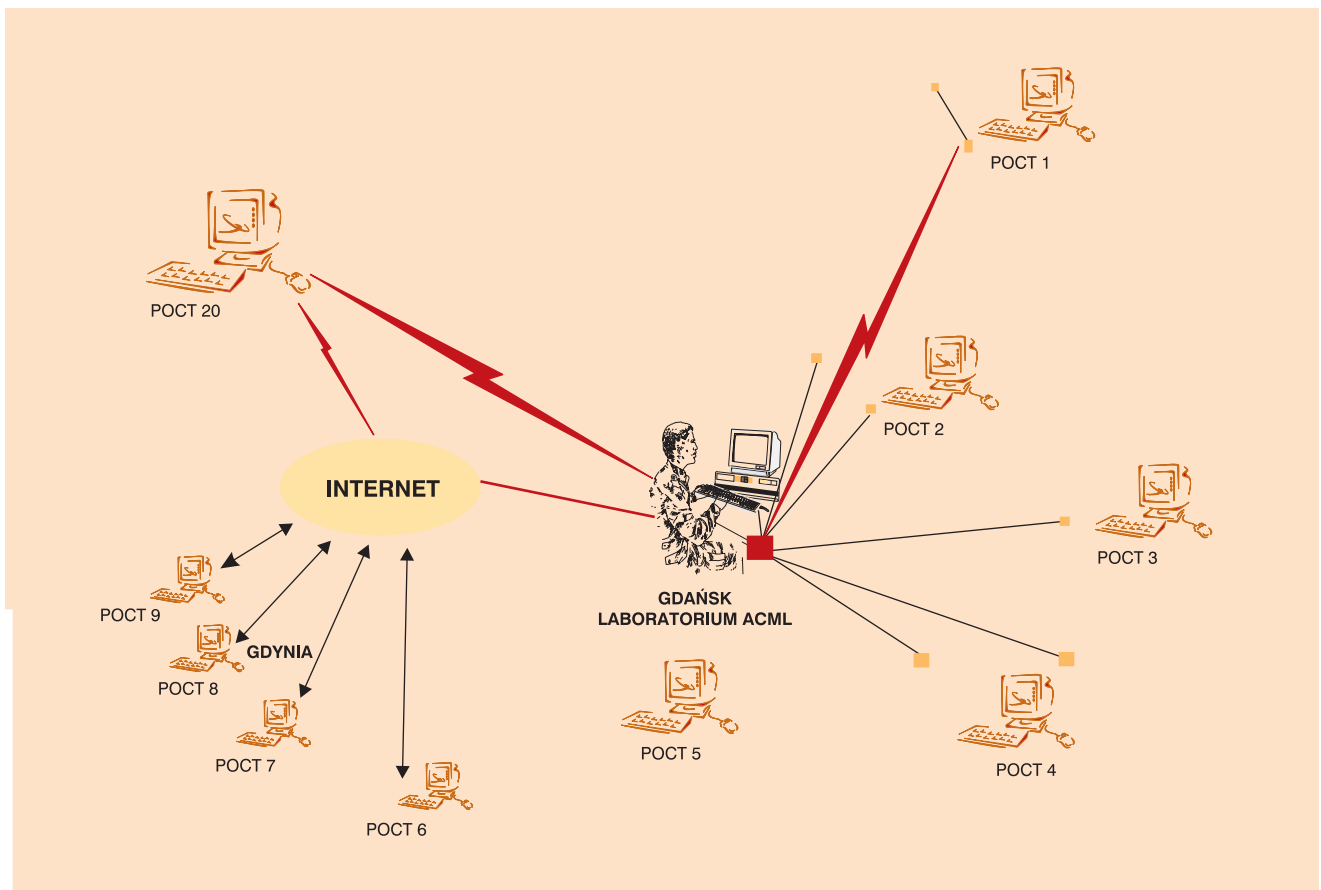 POCT 1
POCT 20
POCT 2
INTERNET
POCT 3
GDAŃSK
LABORATORIUM ACML
POCT 9
GDYNIA
POCT 8
POCT 5
POCT 7
POCT 4
POCT 6